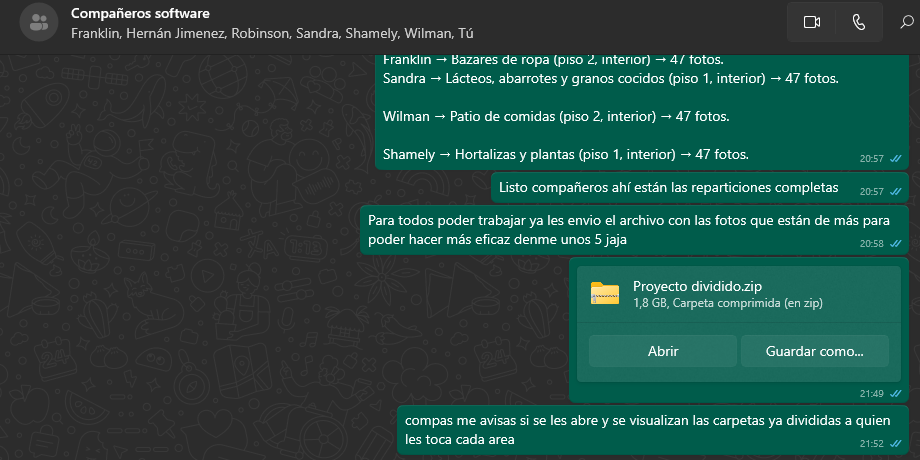 Compañeros software
Franklin, Hernán Jimenez, Robinson, Sandra, Shamely, Wilman, Tú
Franklin → Bazares de ropa (piso 2, interior) → 47 fotos.
Sandra → Lácteos, abarrotes y granos cocidos (piso 1, interior) → 47 fotos.
Wilman → Patio de comidas (piso 2, interior) → 47 fotos.
Shamely → Hortalizas y plantas (piso 1, interior) → 47 fotos.
20:57
Listo compañeros ahí están las reparticiones completas
20:57
Para todos poder trabajar ya les envio el archivo con las fotos que están de más para
poder hacer más eficaz denme unos 5 jaja
20:58
Proyecto dividido.zip
1,8 GB, Carpeta comprimida (en zip)
Abrir
Guardar como...
21:49
compas me avisas si se les abre y se visualizan las carpetas ya divididas a quien
les toca cada area
21:52